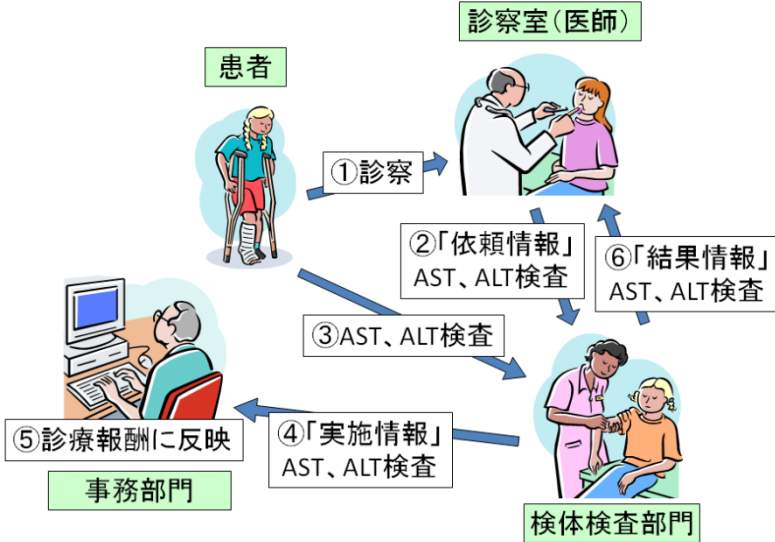 診察室（医師）
患者
①診察
②「依頼情報」
AST、ALT検査
⑥「結果情報」
AST、ALT検査
③AST、ALT検査
④「実施情報」
AST、ALT検査
⑤診療報酬に反映
事務部門
検体検査部門